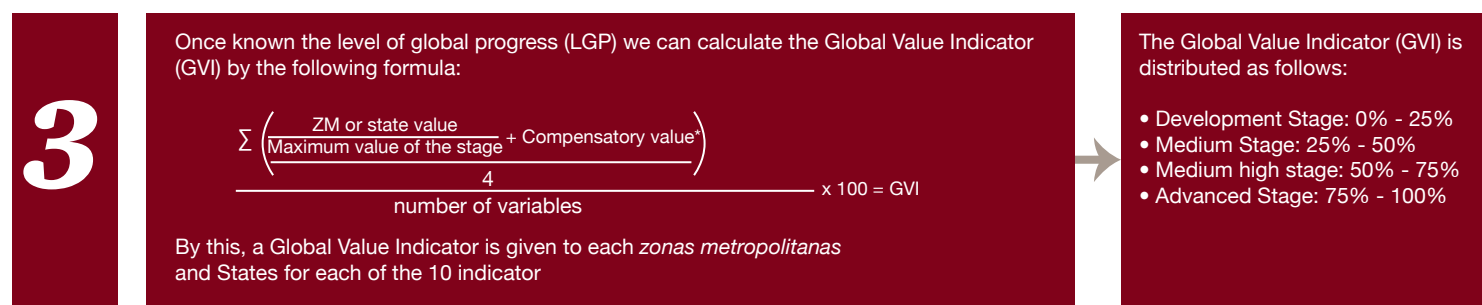 3
Once known the level of global progress (LGP) we can calculate the Global Value Indicator
(GVI) by the following formula:
∑ ( ZM or state value
Maximum value of the stage + Compensatory value* )
4
number of variables
x 100 = GVI
By this, a Global Value Indicator is given to each zonas metropolitanas
and States for each of the 10 indicator
The Global Value Indicator (GVI) is
distributed as follows:
• Development Stage: 0% - 25%
• Medium Stage: 25% - 50%
• Medium high stage: 50% - 75%
• Advanced Stage: 75% - 100%